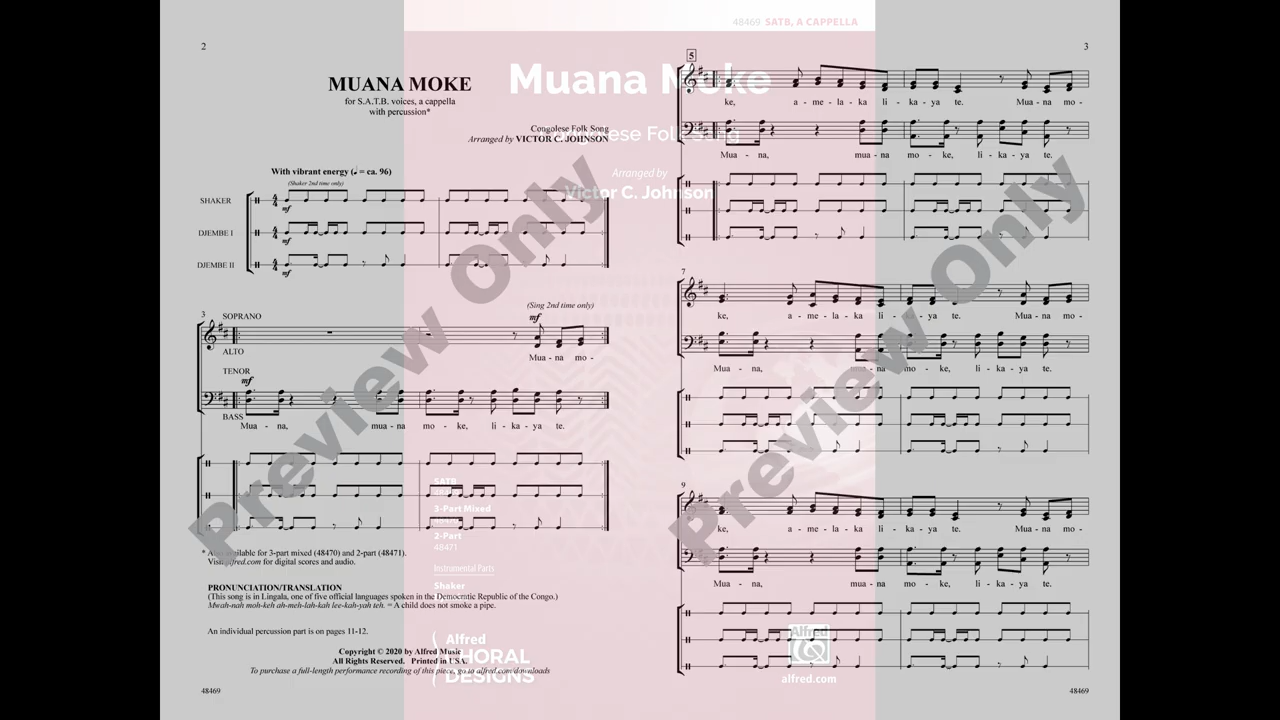 48469 SATB, A CAPPELLA
Muana Moke
Congolese Folk Song
Arranged by
Victor C. Johnson
SATB
3-Part Mixed
2-Part
48471
Instrumental Parts
Shaker
Alfred
CHORAL
DESIGNS
Alfred
alfred.com
2
MUANA MOKE
for S.A.T.B. voices, a cappella
with percussion*
Congolese Folk Song
Arranged by VICTOR C. JOHNSON
With vibrant energy (♩ = ca. 96)
(Shaker 2nd time only)
SHAKER
mf
DJEMBE I
mf
DJEMBE II
mf
3
SOPRANO
(Sing 2nd time only)
mf
ALTO
Mua - na mo -
TENOR
mf
BASS
Mua - na, mua - na mo - ke, li - ka - ya te.
* Also available for 3-part mixed (48470) and 2-part (48471).
Visit alfred.com for digital scores and audio.
PRONUNCIATION/TRANSLATION
(This song is in Lingala, one of five official languages spoken in the Democratic Republic of the Congo.)
Mwah-nah moh-keh ah-meh-lah-kah lee-kah-yah teh. = A child does not smoke a pipe.
An individual percussion part is on pages 11-12.
Copyright © 2020 by Alfred Music
All Rights Reserved. Printed in USA.
To purchase a full-length performance recording of this piece, go to alfred.com/downloads
48469
Preview Only
3
5
ke, a - me - la - ka li - ka - ya te. Mua - na mo -
Mua - na, mua - na mo - ke, li - ka - ya te.
7
ke, a - me - la - ka li - ka - ya te. Mua - na mo -
Mua - na, mua - na mo - ke, li - ka - ya te.
9
ke, a - me - la - ka li - ka - ya te. Mua - na mo -
Mua - na, mua - na mo - ke, li - ka - ya te.
48469
Preview Only